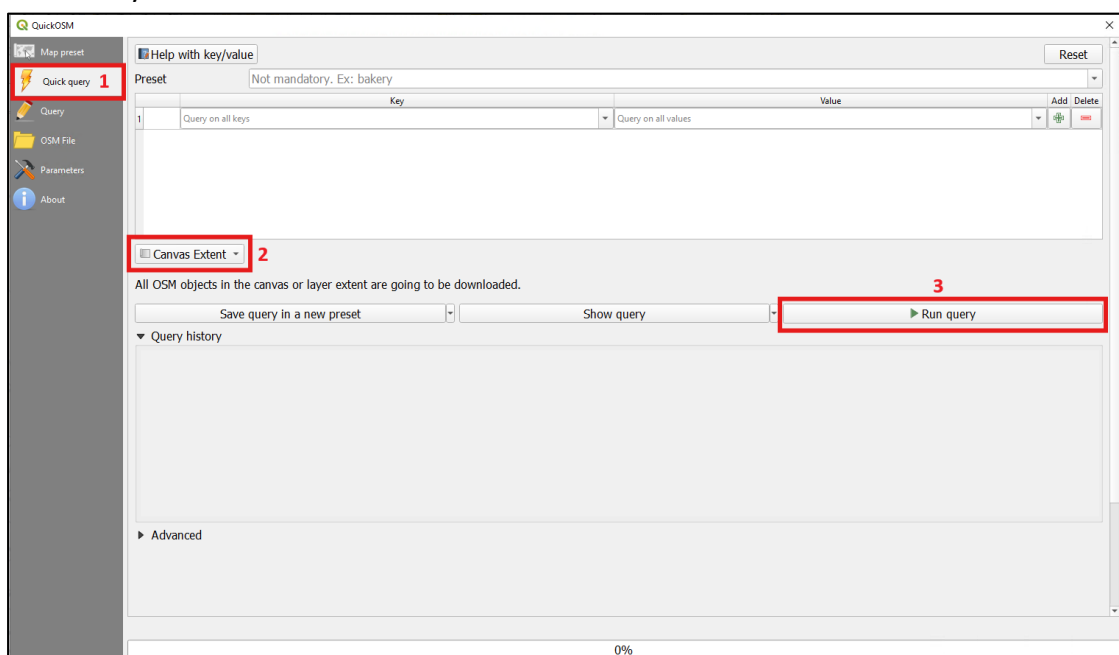 QuickOSM
Map preset
Help with key/value
Reset
Quick query 1
Preset
Not mandatory. Ex: bakery
Key
Value
Add
Delete
Query
1
Query on all keys
Query on all values
OSM File
Parameters
About
Canvas Extent
2
All OSM objects in the canvas or layer extent are going to be downloaded.
3
Save query in a new preset
Show query
Run query
Query history
Advanced
0%